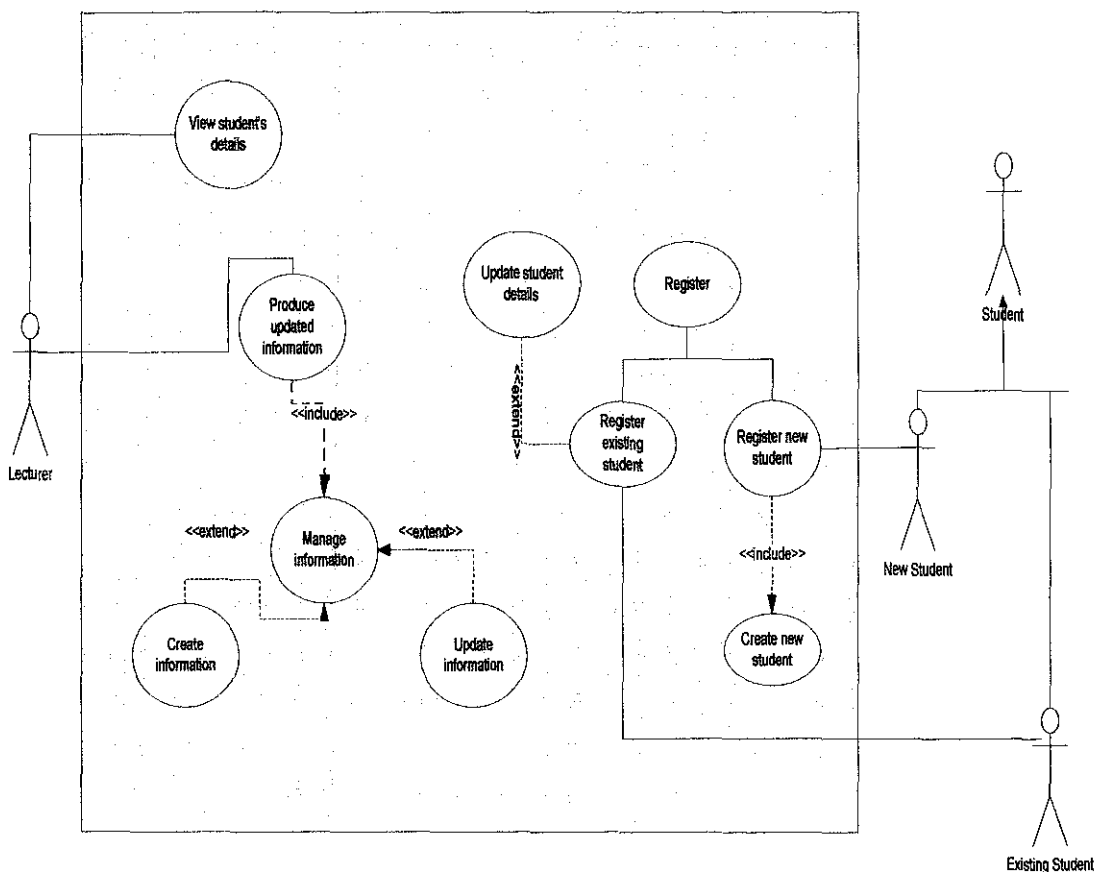 View student's
details
Update student
details
Register
Student
Produce
updated
information
<<include>>
<<extend>>
Register
existing
student
Register new
student
Lecturer
<<extend>>
Manage
information
<<extend>>
<<include>>
New Student
Create
information
Update
information
Create new
student
Existing Student